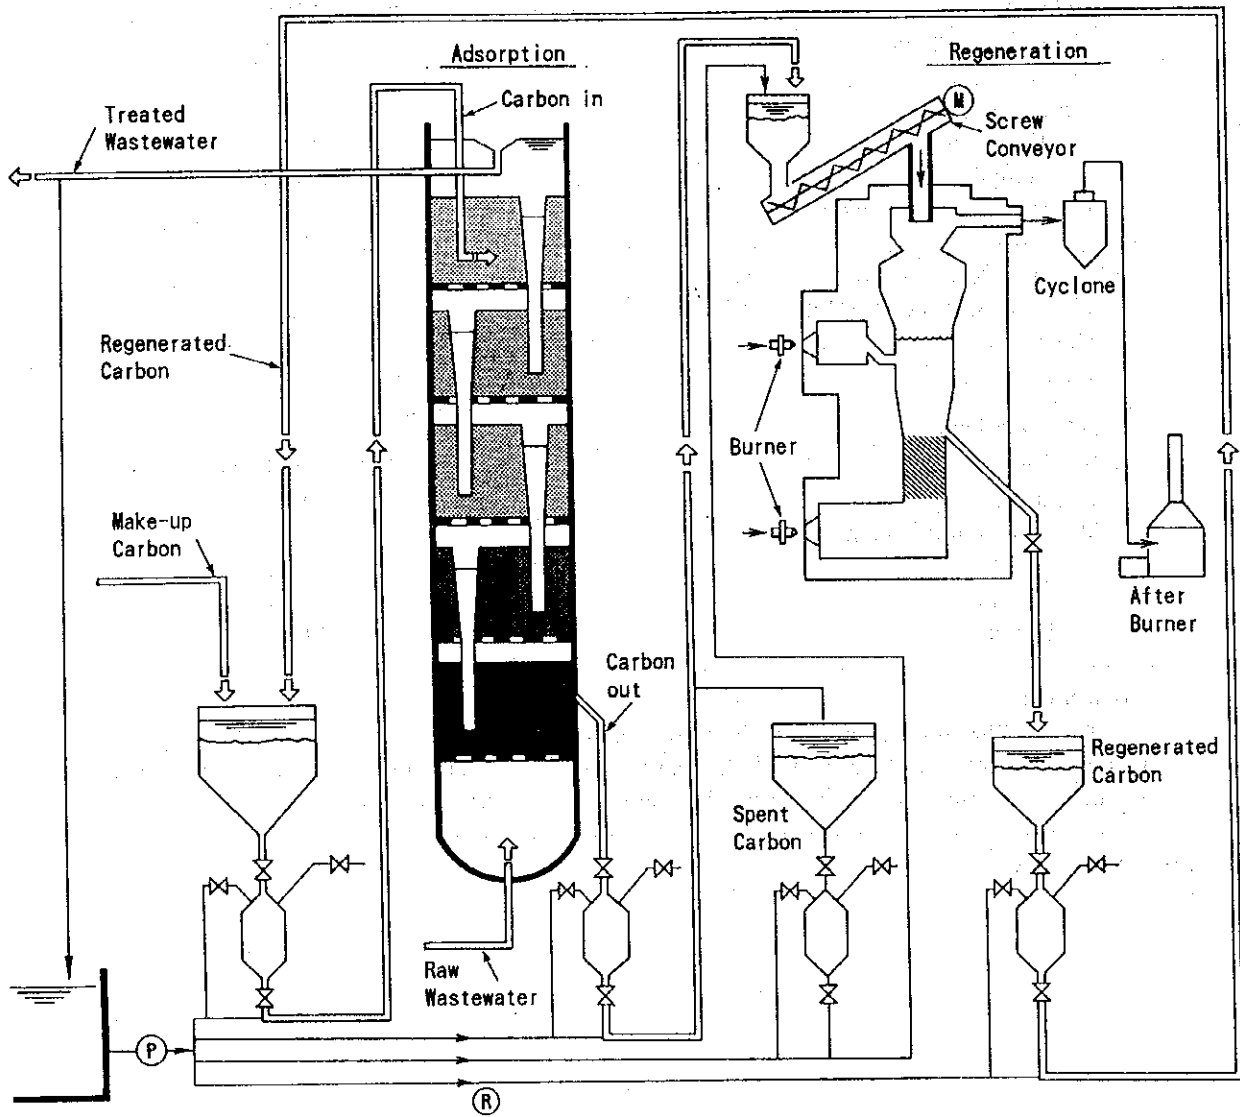 Adsorption
Regeneration
Carbon in
M
Screw
Conveyor
Treated
Wastewater
Cyclone
Regenerated
Carbon
Burner
Make-up
Carbon
After
Burner
Carbon
out
Regenerated
Carbon
Spent
Carbon
Raw
Wastewater
P
R